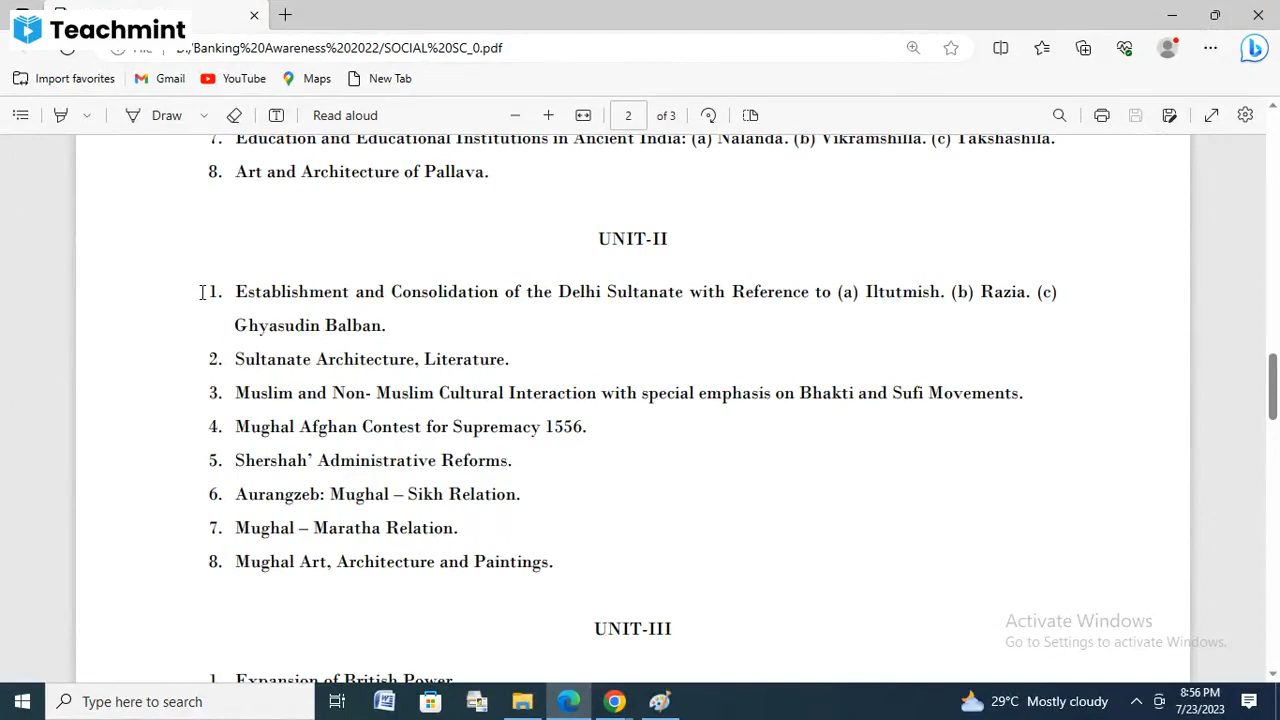 Teachmint
D:/Banking%20Awareness%202022/SOCIAL%20SC_0.pdf
Import favorites
Gmail
YouTube
Maps
New Tab
Draw
Read aloud
2
of 3
7. Education and Educational Institutions in Ancient India: (a) Nalanda. (b) Vikramshilla. (c) Takshashila.
8. Art and Architecture of Pallava.
UNIT-II
1. Establishment and Consolidation of the Delhi Sultanate with Reference to (a) Iltutmish. (b) Razia. (c)
Ghyasudin Balban.
2. Sultanate Architecture, Literature.
3. Muslim and Non- Muslim Cultural Interaction with special emphasis on Bhakti and Sufi Movements.
4. Mughal Afghan Contest for Supremacy 1556.
5. Shershah’ Administrative Reforms.
6. Aurangzeb: Mughal – Sikh Relation.
7. Mughal – Maratha Relation.
8. Mughal Art, Architecture and Paintings.
UNIT-III
1. Expansion of British Power
Activate Windows
Go to Settings to activate Windows.
Type here to search
29°C Mostly cloudy
8:56 PM
7/23/2023